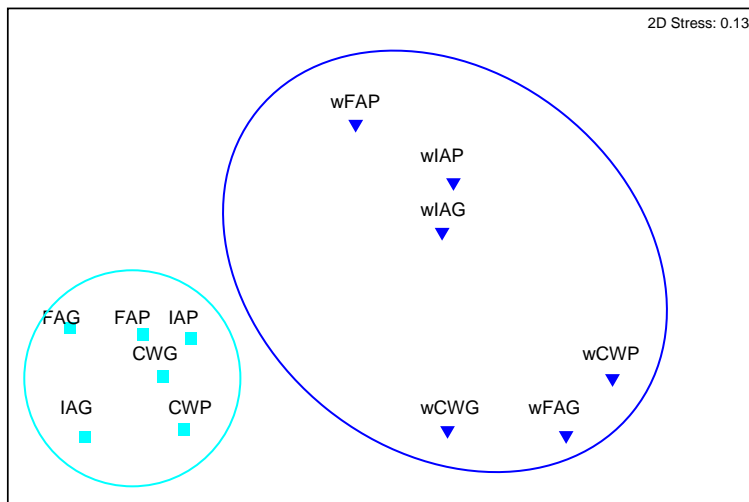 2D Stress: 0.13
wFAP
wIAP
wIAG
FAG FAP IAP
CWG
wCWP
IAG CWP wCWG wFAG